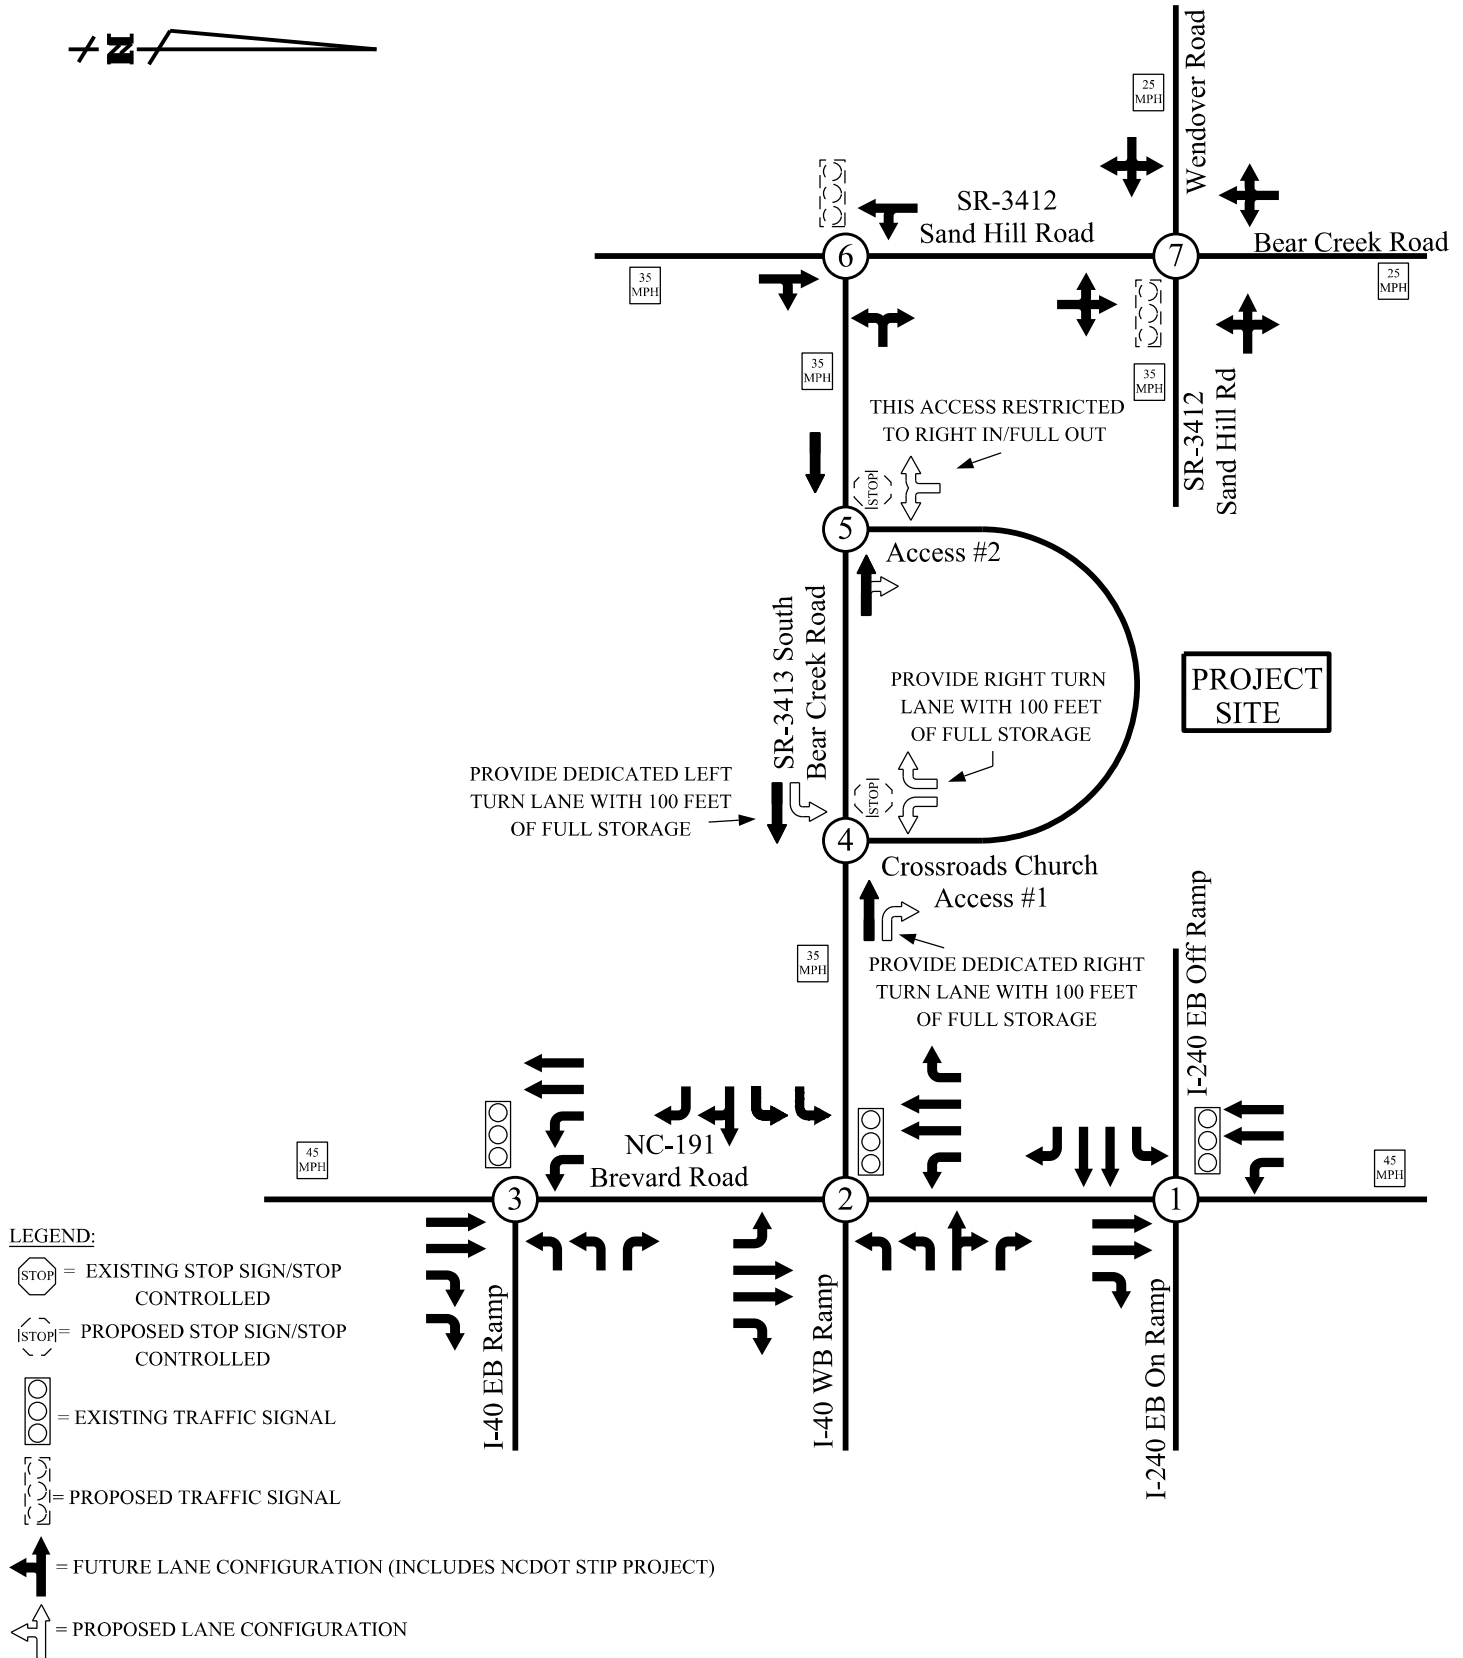 N
Wendover Road
25
MPH
SR-3412
Sand Hill Road
Bear Creek Road
6
7
35
MPH
25
MPH
35
MPH
35
MPH
SR-3412
Sand Hill Rd
THIS ACCESS RESTRICTED
TO RIGHT IN/FULL OUT
STOP
5
Access #2
SR-3413 South
Bear Creek Road
PROVIDE RIGHT TURN
LANE WITH 100 FEET
OF FULL STORAGE
PROJECT
SITE
PROVIDE DEDICATED LEFT
TURN LANE WITH 100 FEET
OF FULL STORAGE
STOP
4
Crossroads Church
Access #1
35
MPH
PROVIDE DEDICATED RIGHT
TURN LANE WITH 100 FEET
OF FULL STORAGE
I-240 EB Off Ramp
45
MPH
NC-191
Brevard Road
45
MPH
3
2
1
I-40 EB Ramp
I-40 WB Ramp
I-240 EB On Ramp
LEGEND:
STOP = EXISTING STOP SIGN/STOP
CONTROLLED
STOP = PROPOSED STOP SIGN/STOP
CONTROLLED
= EXISTING TRAFFIC SIGNAL
= PROPOSED TRAFFIC SIGNAL
= FUTURE LANE CONFIGURATION (INCLUDES NCDOT STIP PROJECT)
= PROPOSED LANE CONFIGURATION